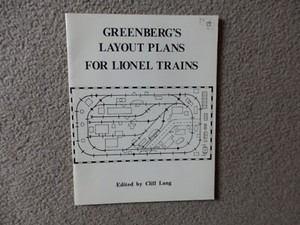 GREENBERG'S
LAYOUT PLANS
FOR LIONEL TRAINS
Edited by Cliff Lang